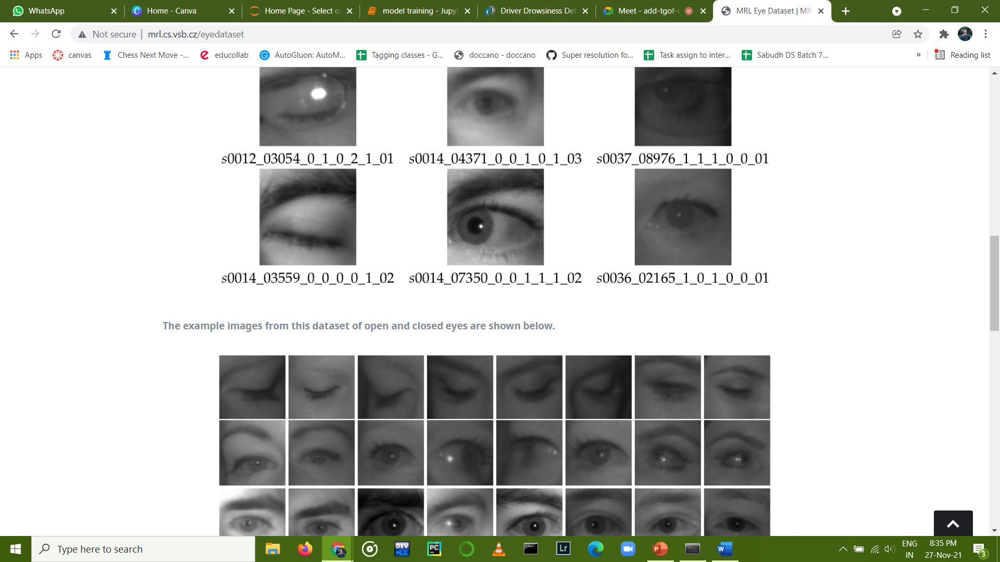 WhatsApp
Home - Canva
Home Page - Select o
model training - Jupyt
Driver Drowsiness Det
Meet - add-tgof-u
MRL Eye Dataset | MR
Not secure | mrl.cs.vsb.cz/eyedataset
Apps canvas Chess Next Move -... educollab AutoGluon: AutoM... Tagging classes - G... doccano - doccano Super resolution fo... Task assign to inter... Sabudh DS Batch 7... » Reading list
s0012_03054_0_1_0_2_1_01 s0014_04371_0_0_1_0_1_03 s0037_08976_1_1_1_0_0_01
s0014_03559_0_0_0_0_1_02 s0014_07350_0_0_1_1_1_02 s0036_02165_1_0_1_0_0_01
The example images from this dataset of open and closed eyes are shown below.
Type here to search
DEV C++
PC
Lr
P
W
ENG
IN
8:35 PM
27-Nov-21
3